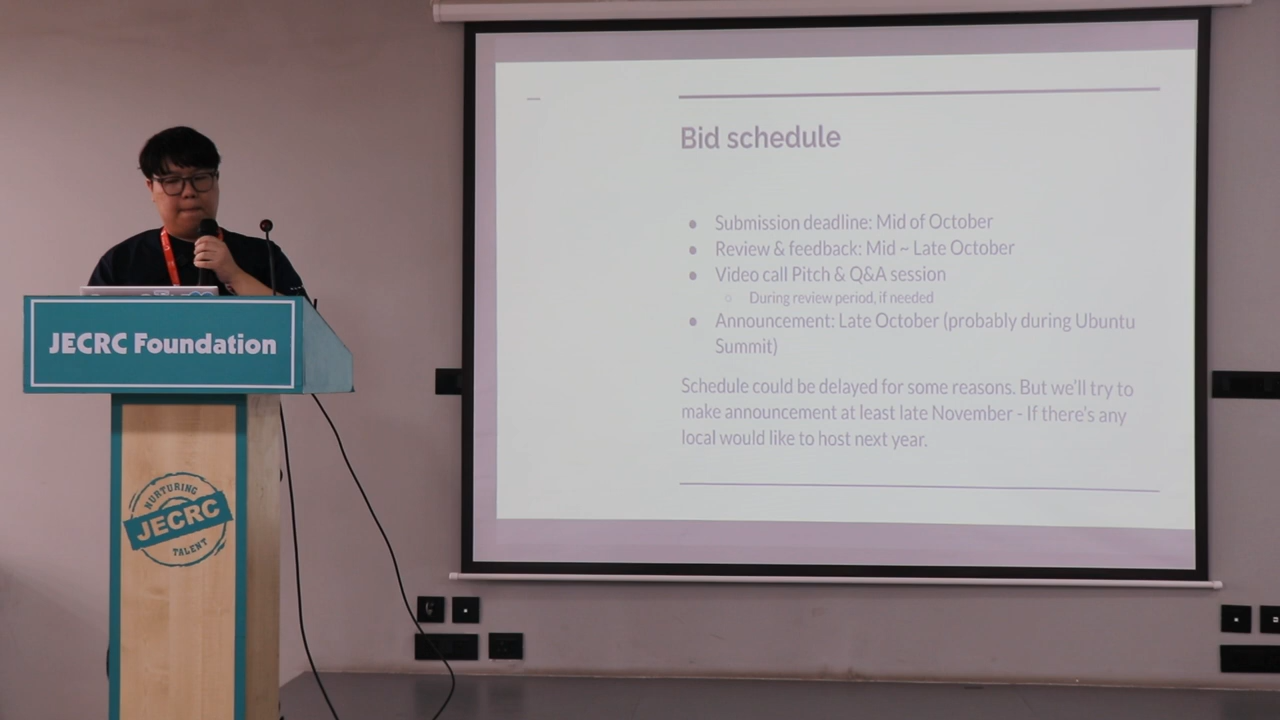 Bid schedule
● Submission deadline: Mid of October
● Review & feedback: Mid ~ Late October
● Video call Pitch & Q&A session
○ During review period, if needed
● Announcement: Late October (probably during Ubuntu
Summit)
Schedule could be delayed for some reasons. But we'll try to
make announcement at least late November - If there's any
local would like to host next year.
JECRC Foundation
NURTURING
JECRC
TALENT